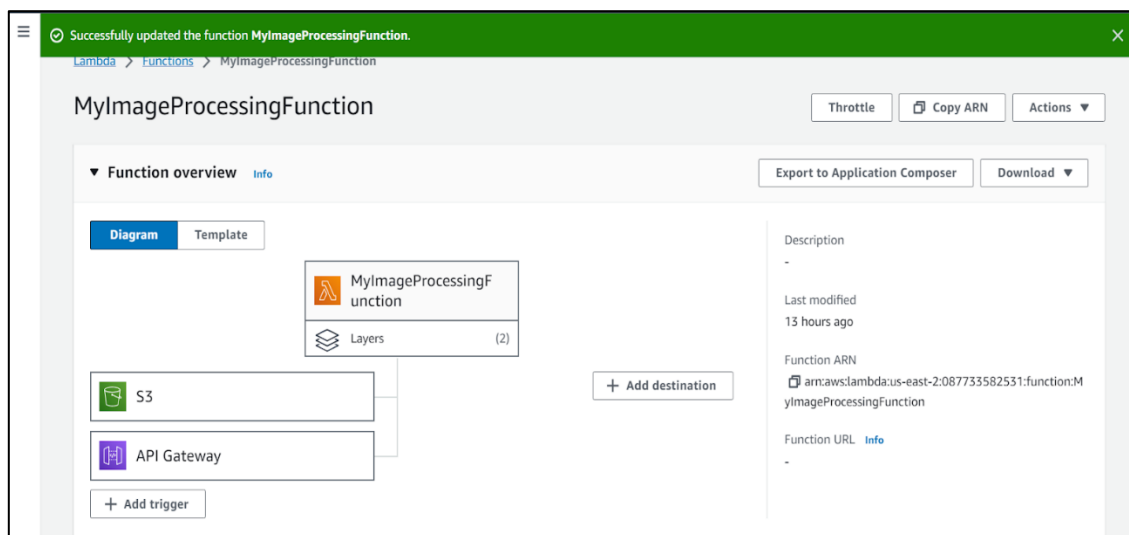 Successfully updated the function MyImageProcessingFunction.
Lambda > Functions > MyImageProcessingFunction
MyImageProcessingFunction
Throttle
Copy ARN
Actions
Function overview Info
Export to Application Composer
Download
Diagram
Template
MyImageProcessingF
unction
Layers (2)
S3
API Gateway
+ Add trigger
+ Add destination
Description
-
Last modified
13 hours ago
Function ARN
arn:aws:lambda:us-east-2:087733582531:function:M
yImageProcessingFunction
Function URL Info
-